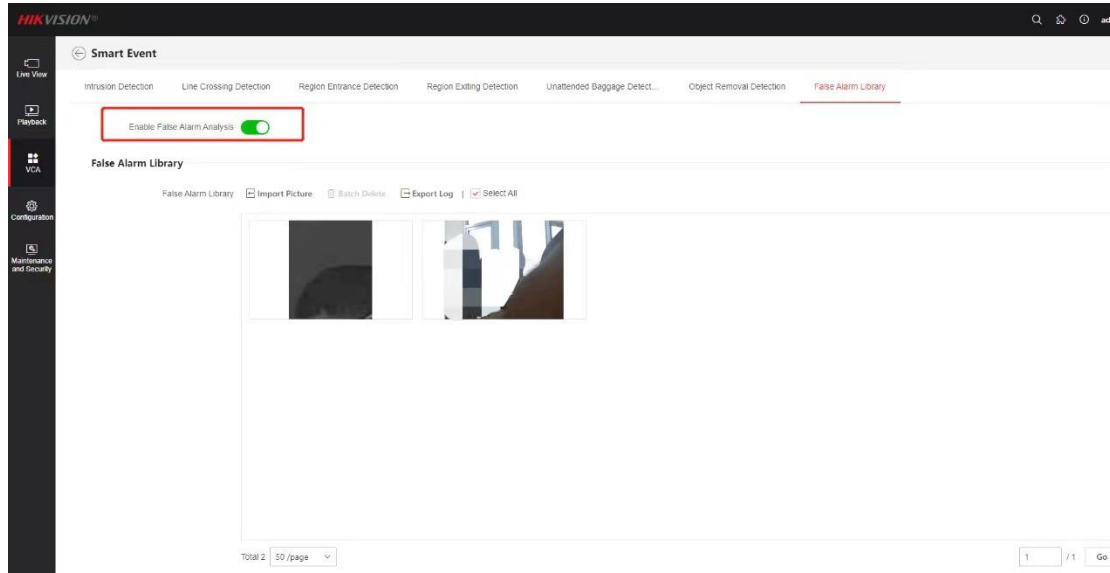 HIKVISION®
ad
Live View
Playback
VCA
Configuration
Maintenance
and Security
Smart Event
Intrusion Detection Line Crossing Detection Region Entrance Detection Region Exiting Detection Unattended Baggage Detect... Object Removal Detection False Alarm Library
Enable False Alarm Analysis
False Alarm Library
False Alarm Library Import Picture Batch Delete Export Log | Select All
Total 2 50 /page 1 / 1 Go